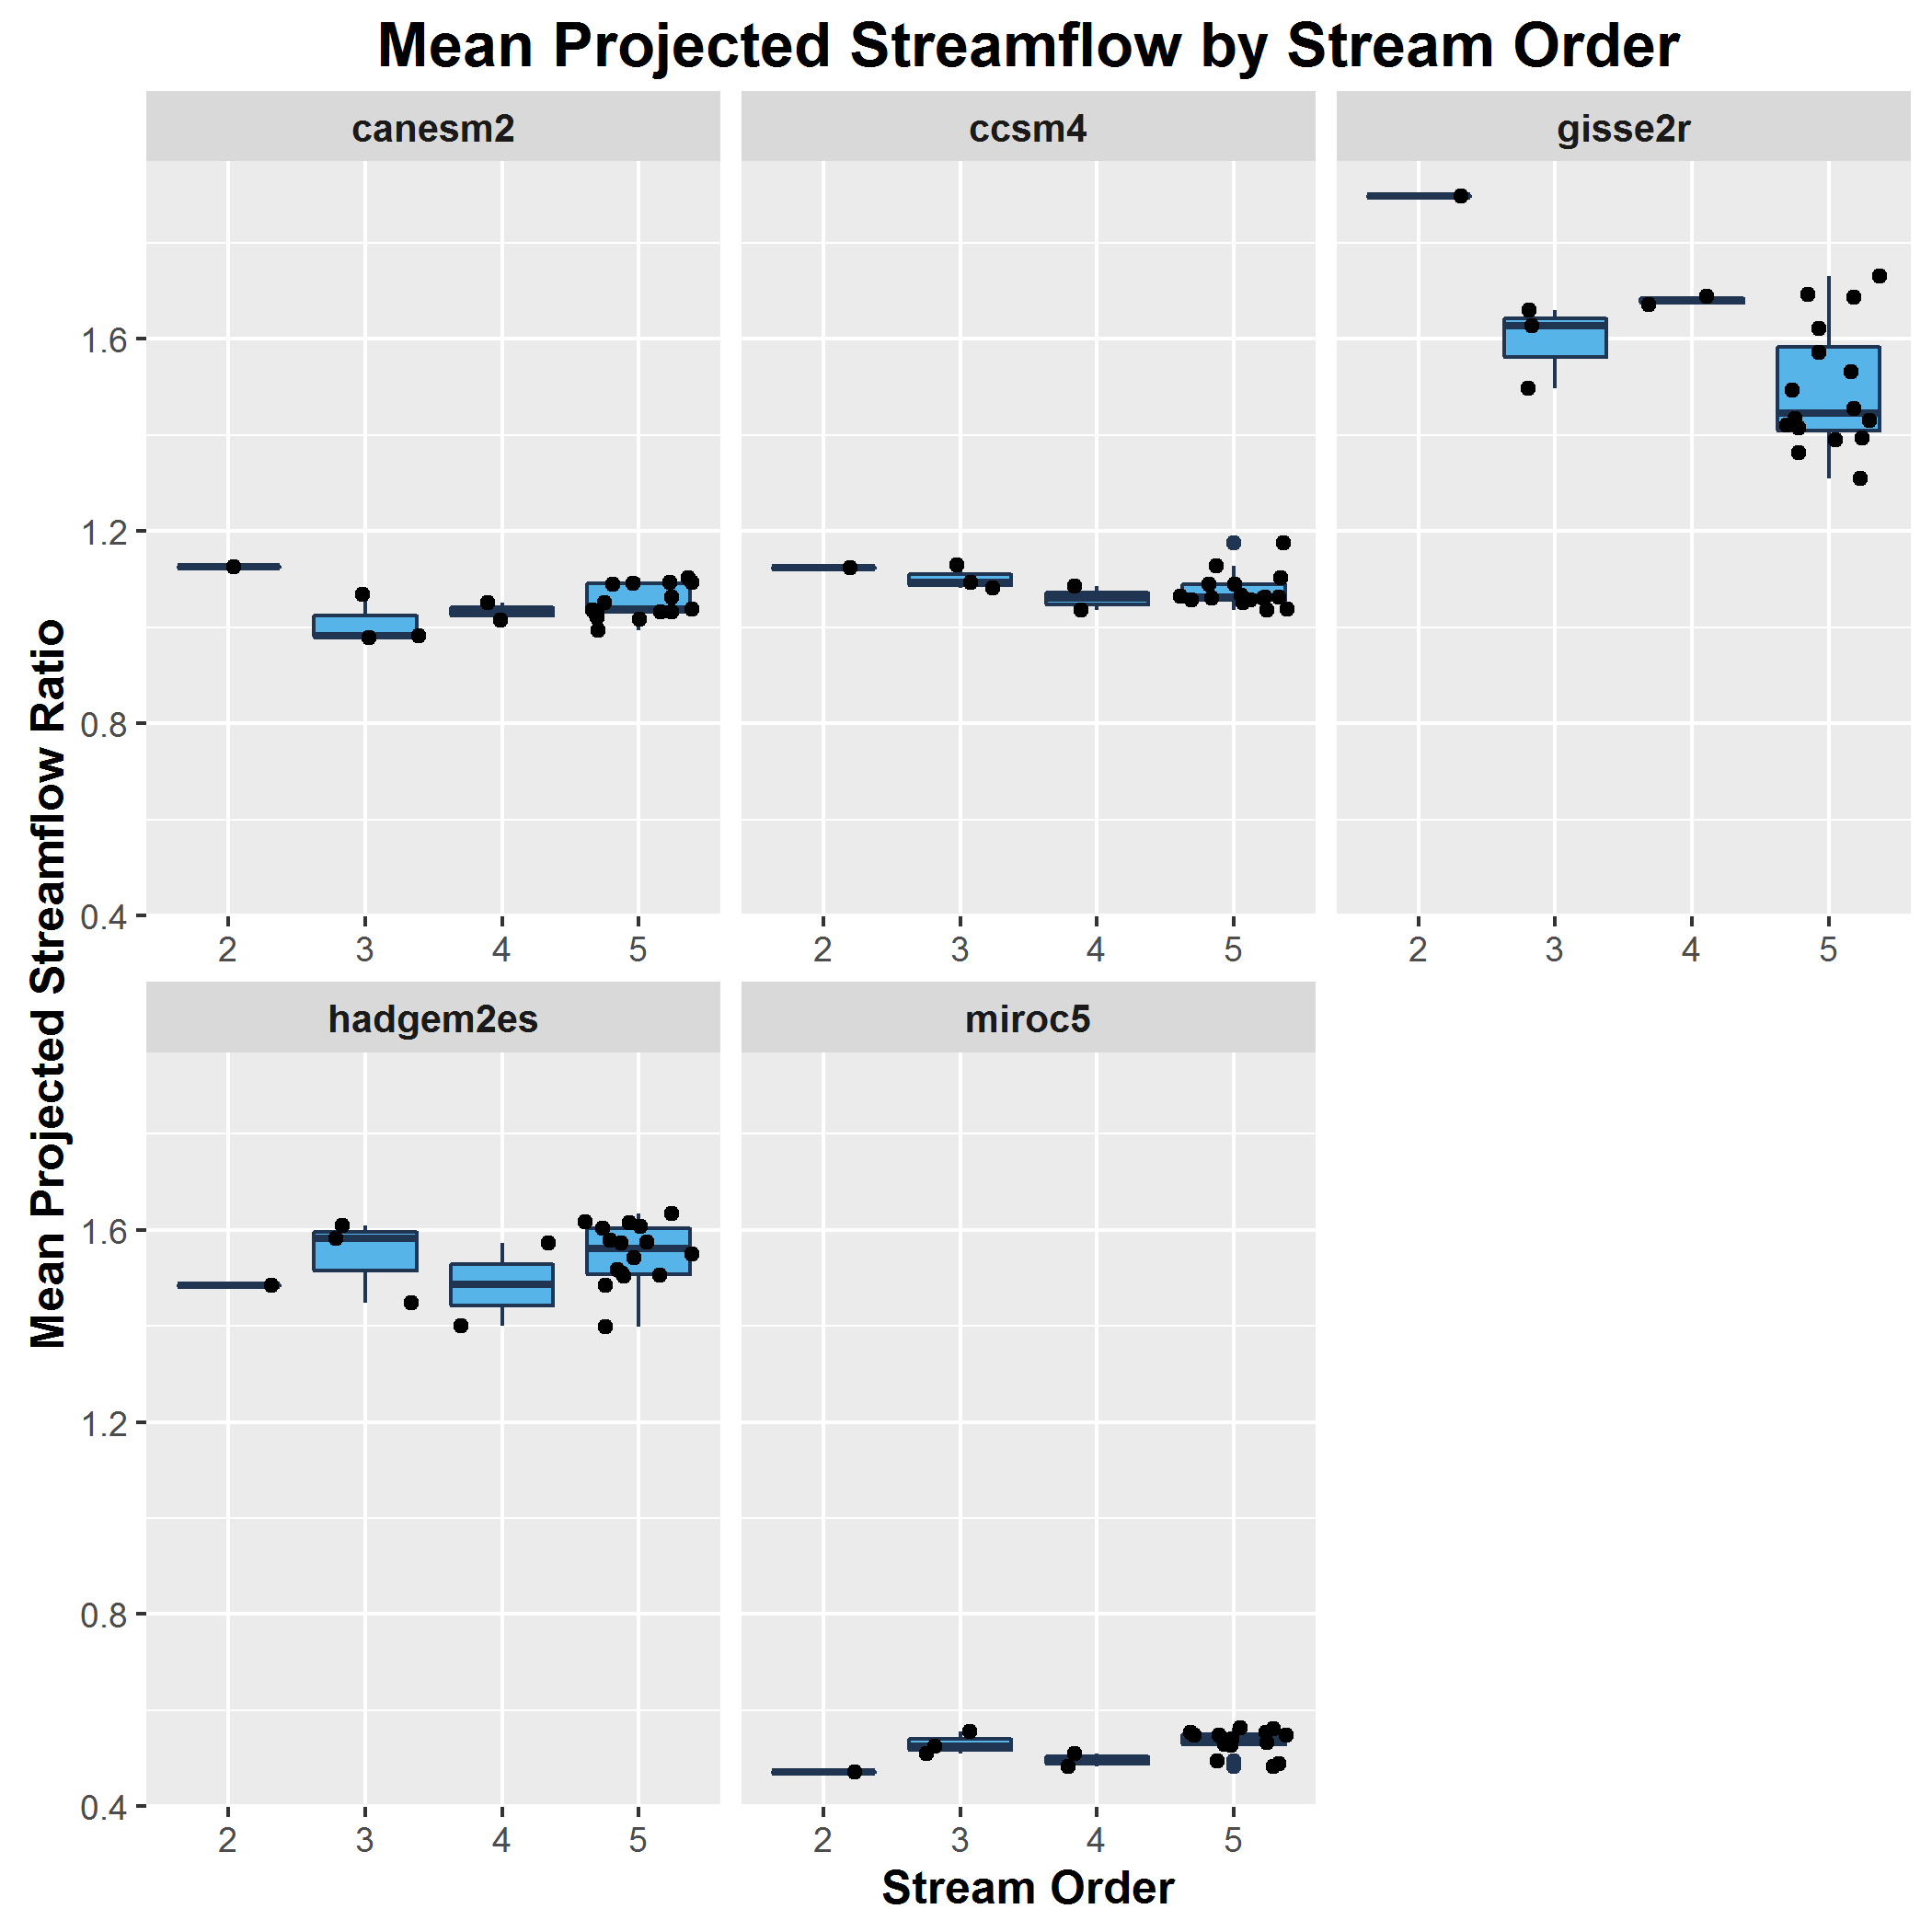 Mean Projected Streamflow by Stream Order
canesm2
ccsm4
gisse2r
Mean Projected Streamflow Ratio
1.6
1.2
0.8
0.4
2 3 4 5
2 3 4 5
2 3 4 5
hadgem2es
miroc5
1.6
1.2
0.8
0.4
2 3 4 5
2 3 4 5
Stream Order